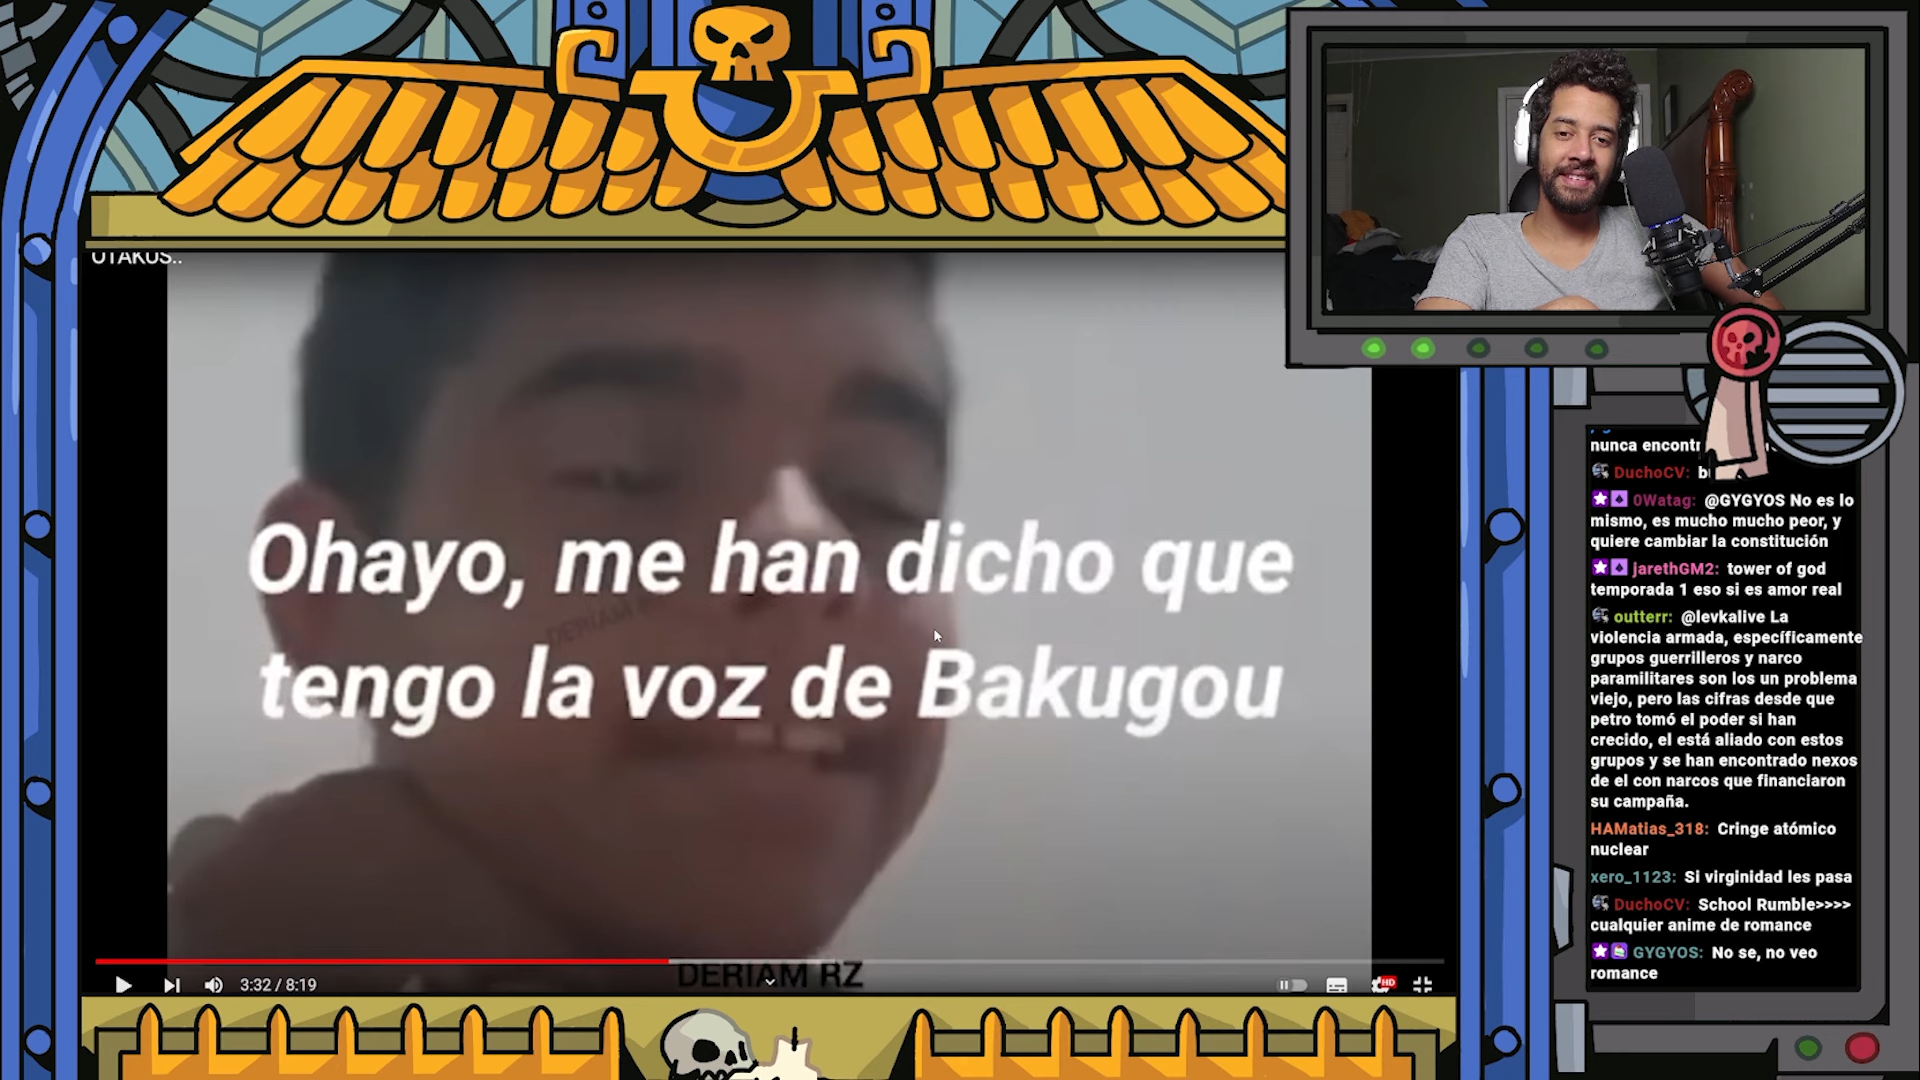 OTAKUS..
Ohayo, me han dicho que
tengo la voz de Bakugou
DERIAM RZ
3:32 / 8:19
HD
nunca encont
DuchoCV:
0Watag: @GYGYOS No es lo
mismo, es mucho mucho peor, y
quiere cambiar la constitución
jarethGM2: tower of god
temporada 1 eso si es amor real
outterr: @levkalive La
violencia armada, específicamente
grupos guerrilleros y narco
paramilitares son los un problema
viejo, pero las cifras desde que
petro tomó el poder si han
crecido, el está aliado con estos
grupos y se han encontrado nexos
de el con narcos que financiaron
su campaña.
HAMatias_318: Cringe atómico
nuclear
xero_1123: Si virginidad les pasa
DuchoCV: School Rumble>>>>
cualquier anime de romance
GYGYOS: No se, no veo
romance